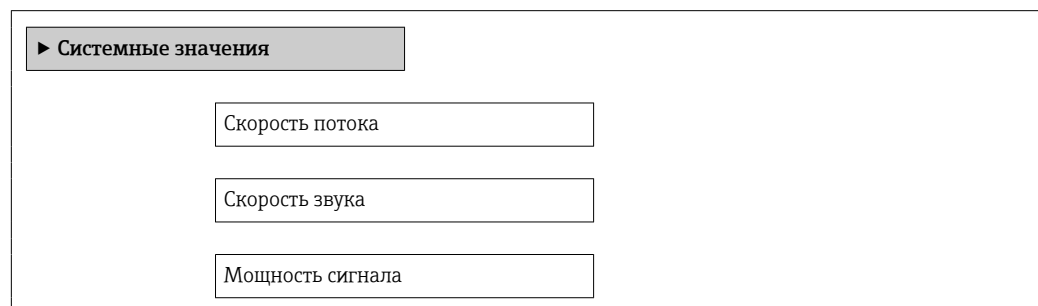 ► Системные значения
Скорость потока
Скорость звука
Мощность сигнала